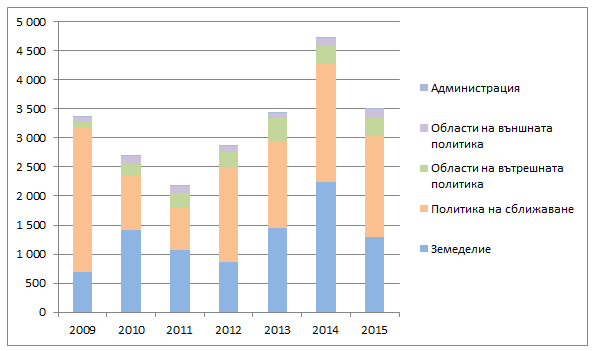 5 000
4 500
4 000
3 500
3 000
2 500
2 000
1 500
1 000
500
0
2009 2010 2011 2012 2013 2014 2015
Администрация
Области на външната
политика
Области на вътрешната
политика
Политика на сближаване
Земеделие